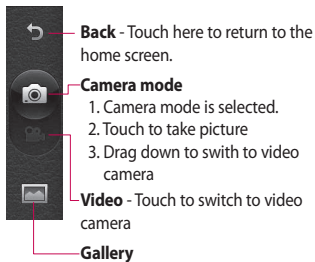 Back - Touch here to return to the
home screen.
Camera mode
1. Camera mode is selected.
2. Touch to take picture
3. Drag down to swith to video
camera
Video - Touch to switch to video
camera
Gallery